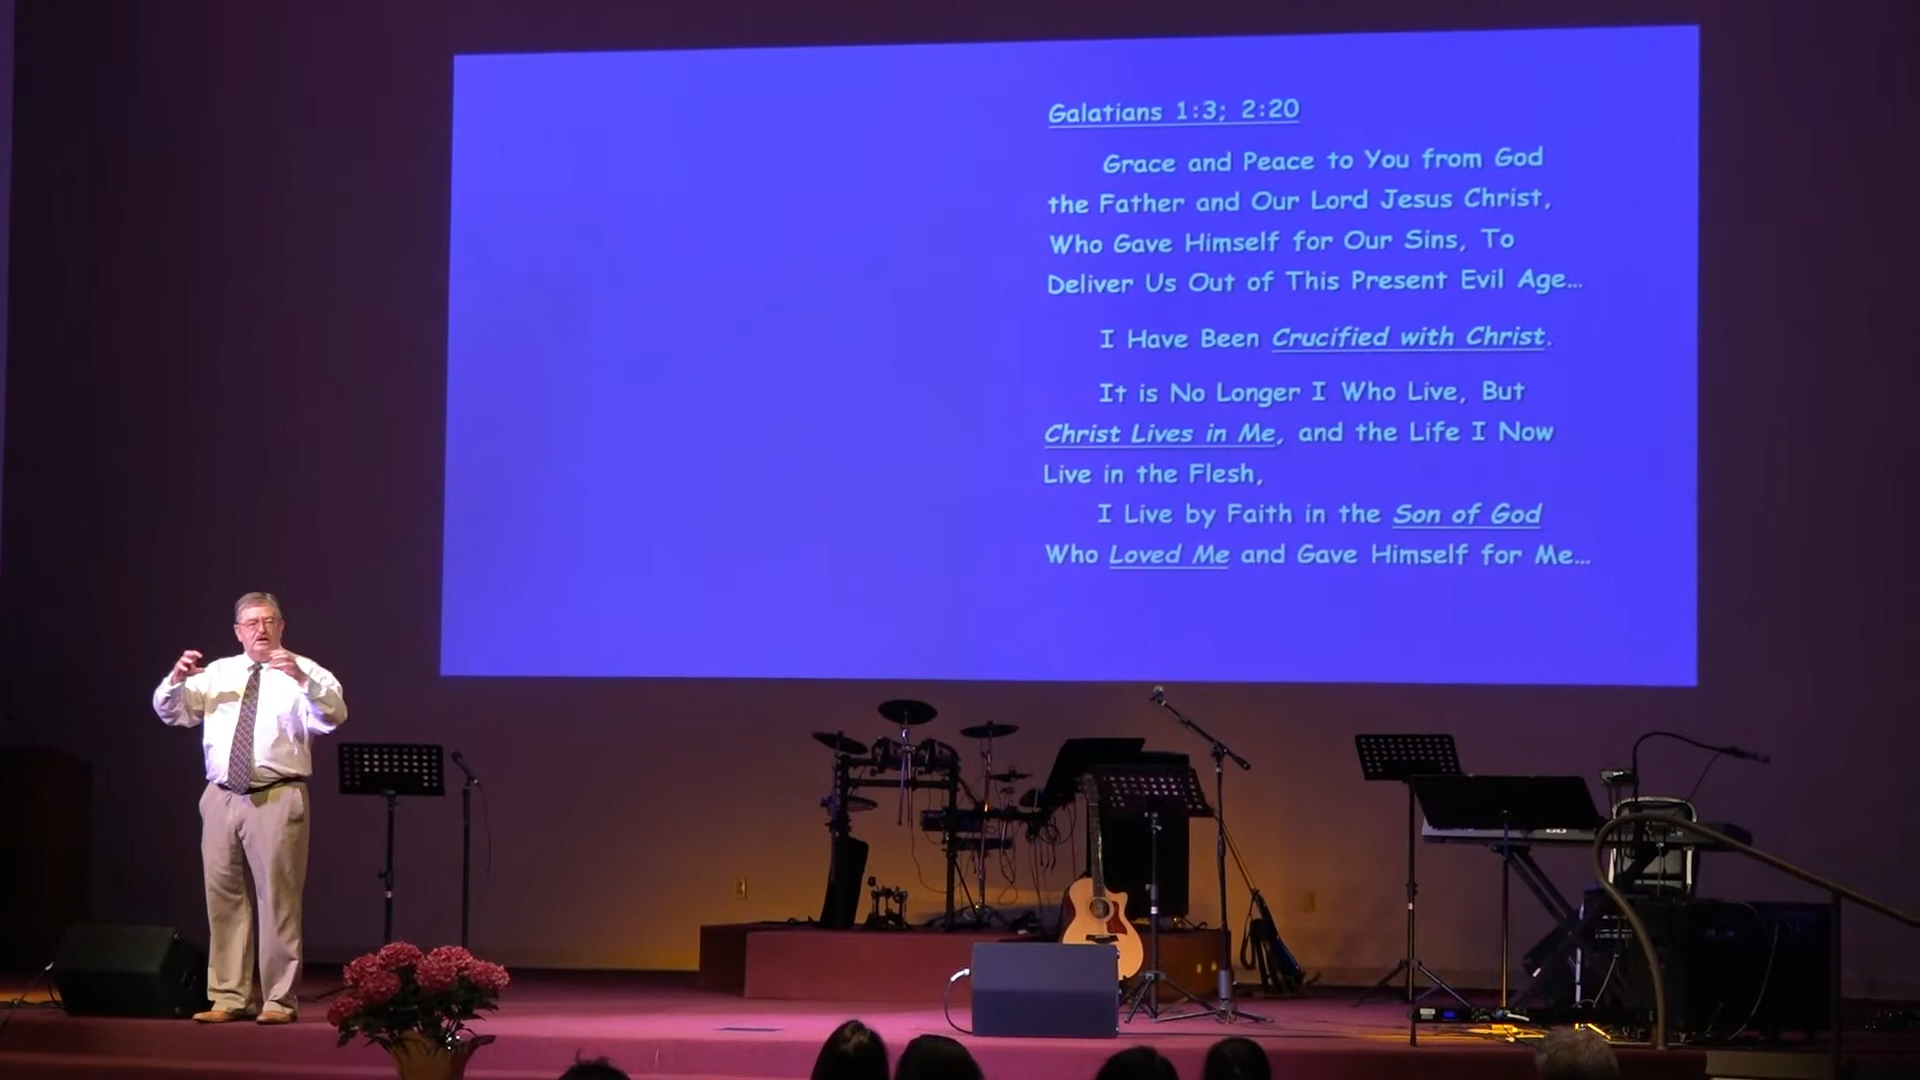 Galatians 1:3; 2:20
Grace and Peace to You from God
the Father and Our Lord Jesus Christ,
Who Gave Himself for Our Sins, To
Deliver Us Out of This Present Evil Age…
I Have Been Crucified with Christ.
It is No Longer I Who Live, But
Christ Lives in Me, and the Life I Now
Live in the Flesh,
I Live by Faith in the Son of God
Who Loved Me and Gave Himself for Me…